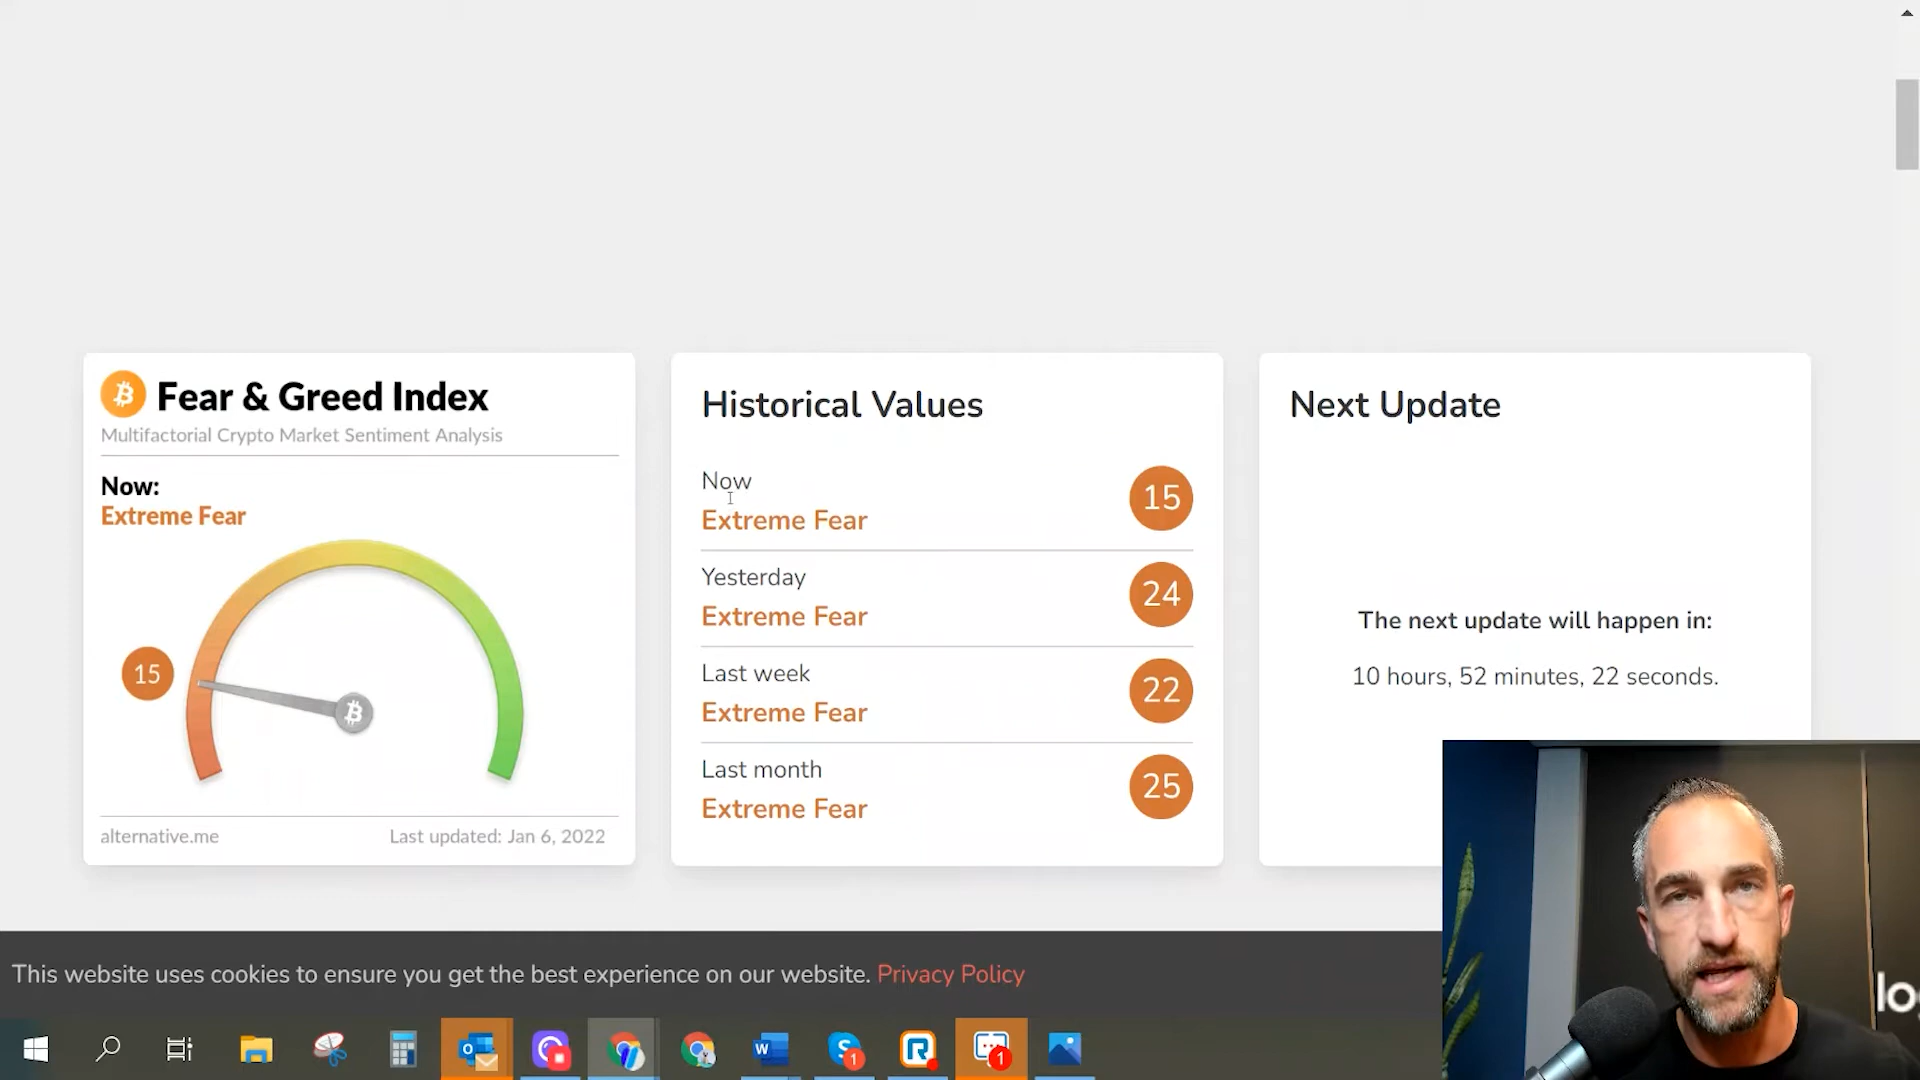 Fear & Greed Index
Multifactorial Crypto Market Sentiment Analysis
Now:
Extreme Fear
15
alternative.me
Last updated: Jan 6, 2022
Historical Values
Now
Extreme Fear
15
Yesterday
Extreme Fear
24
Last week
Extreme Fear
22
Last month
Extreme Fear
25
Next Update
The next update will happen in:
10 hours, 52 minutes, 22 seconds.
This website uses cookies to ensure you get the best experience on our website. Privacy Policy
1
1